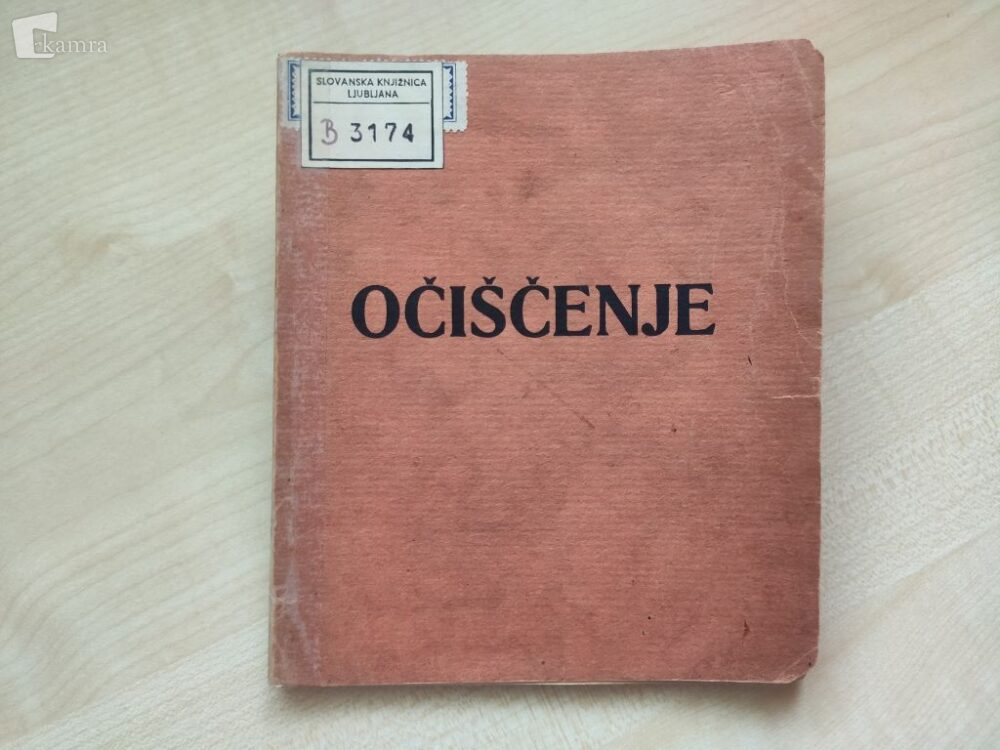 kamra
SLOVANSKA KNJIŽNICA
LJUBLJANA
B 3174
OČIŠČENJE